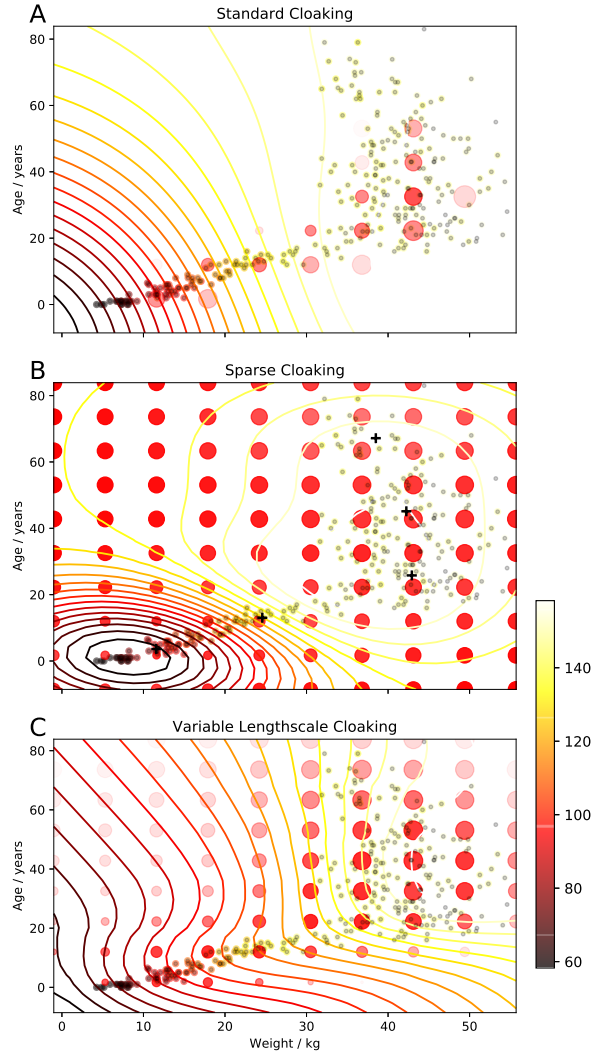 A
Standard Cloaking
80
60
40
20
0
Age / years
B
Sparse Cloaking
80
60
40
20
0
Age / years
140
120
100
80
60
C
Variable Lengthscale Cloaking
80
60
40
20
0
Age / years
0 10 20 30 40 50
Weight / kg